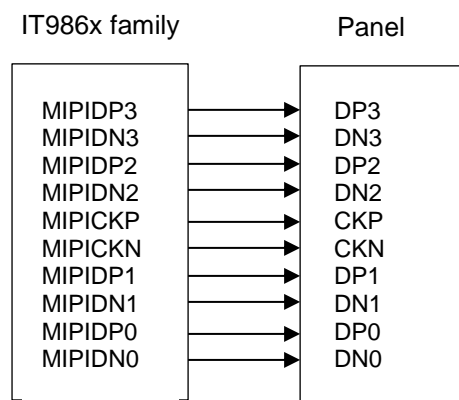 IT986x family Panel
MIPIDP3 DP3
MIPIDN3 DN3
MIPIDP2 DP2
MIPIDN2 DN2
MIPICKP CKP
MIPICKN CKN
MIPIDP1 DP1
MIPIDN1 DN1
MIPIDP0 DP0
MIPIDN0 DN0